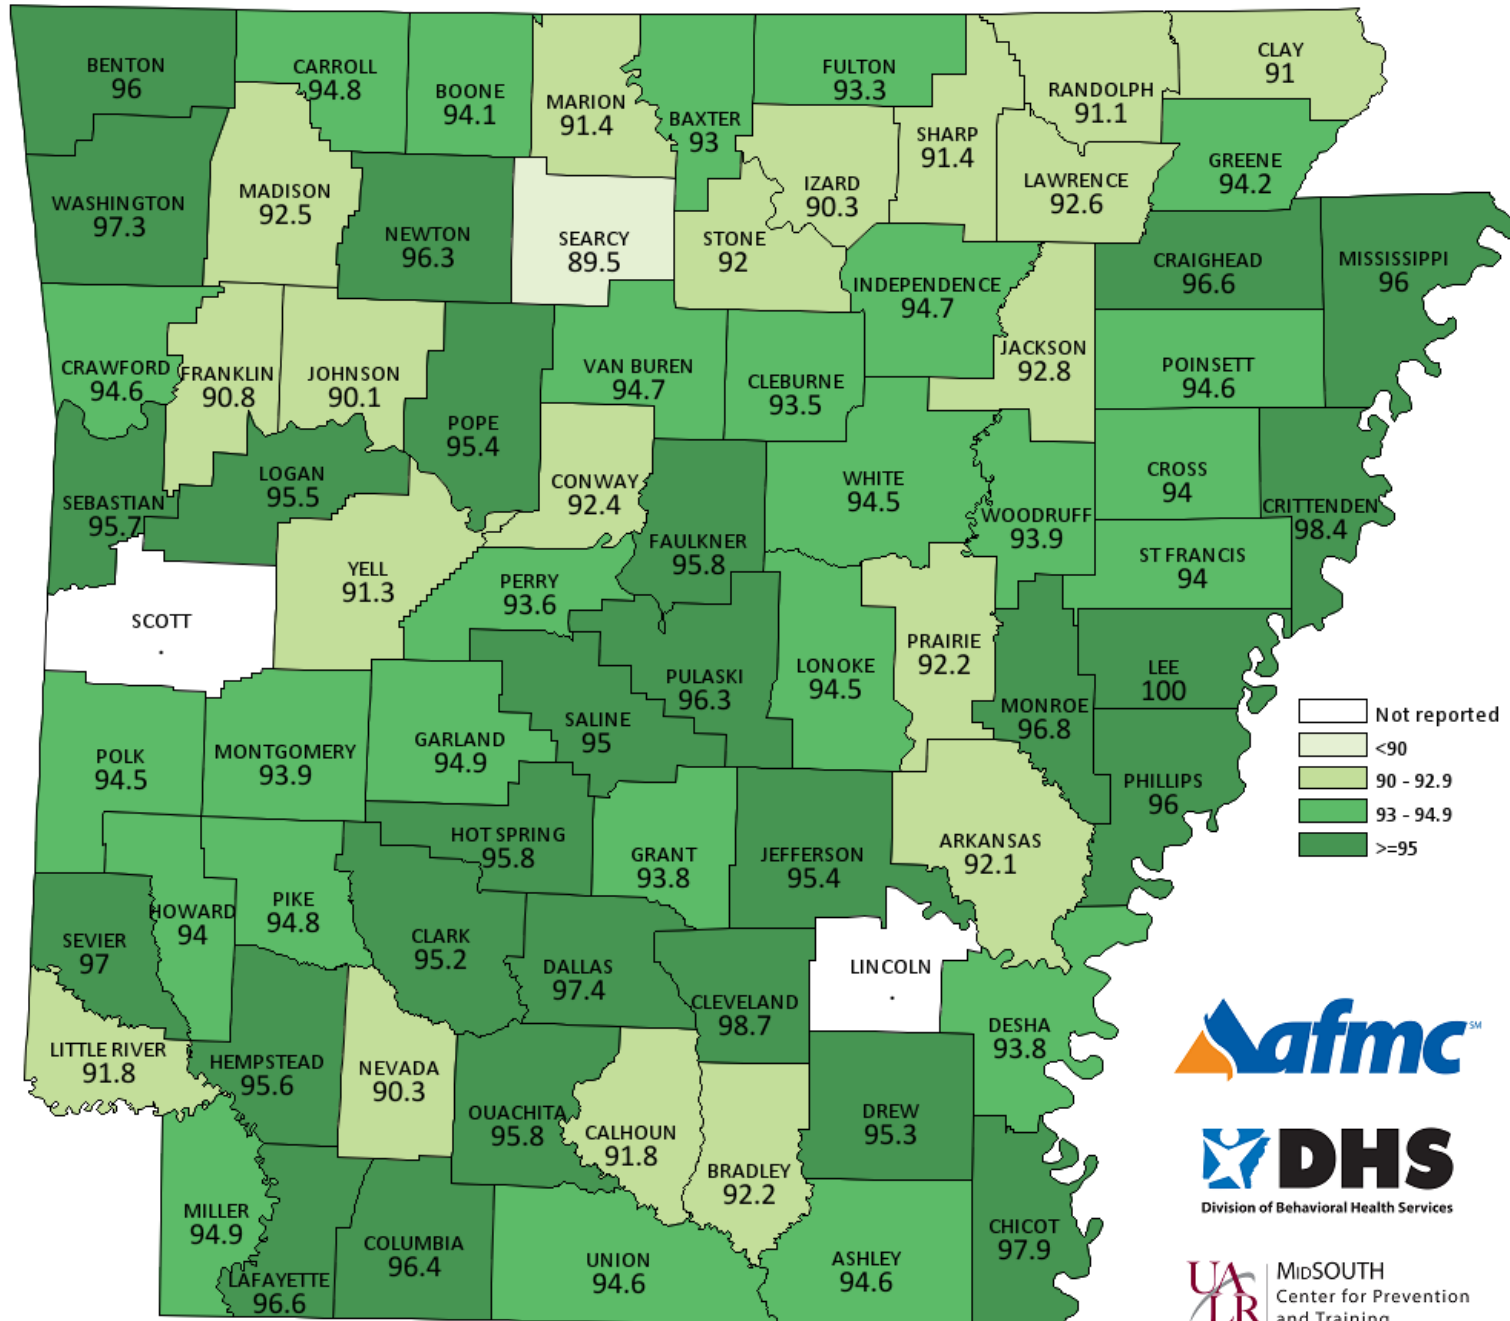 BENTON
96
CARROLL
94.8
BOONE
94.1
MARION
91.4
BAXTER
93
FULTON
93.3
SHARP
91.4
RANDOLPH
91.1
CLAY
91
GREENE
94.2
WASHINGTON
97.3
MADISON
92.5
NEWTON
96.3
SEARCY
89.5
STONE
92
IZARD
90.3
LAWRENCE
92.6
INDEPENDENCE
94.7
CRAIGHEAD
96.6
MISSISSIPPI
96
CRAWFORD
94.6
FRANKLIN
90.8
JOHNSON
90.1
POPE
95.4
VAN BUREN
94.7
CLEBURNE
93.5
JACKSON
92.8
POINSETT
94.6
SEBASTIAN
95.7
LOGAN
95.5
CONWAY
92.4
WHITE
94.5
WOODRUFF
93.9
CROSS
94
CRITTENDEN
98.4
YELL
91.3
PERRY
93.6
FAULKNER
95.8
ST FRANCIS
94
SCOTT
.
PULASKI
96.3
LONOKE
94.5
PRAIRIE
92.2
MONROE
96.8
LEE
100
POLK
94.5
MONTGOMERY
93.9
GARLAND
94.9
SALINE
95
PHILLIPS
96
HOT SPRING
95.8
GRANT
93.8
JEFFERSON
95.4
ARKANSAS
92.1
SEVIER
97
HOWARD
94
PIKE
94.8
CLARK
95.2
DALLAS
97.4
CLEVELAND
98.7
LINCOLN
.
DESHA
93.8
LITTLE RIVER
91.8
HEMPSTEAD
95.6
NEVADA
90.3
OUACHITA
95.8
CALHOUN
91.8
BRADLEY
92.2
DREW
95.3
MILLER
94.9
LAFAYETTE
96.6
COLUMBIA
96.4
UNION
94.6
ASHLEY
94.6
CHICOT
97.9
Not reported
<90
90 - 92.9
93 - 94.9
>=95
afmc SM
DHS
Division of Behavioral Health Services
UALR
MIDSOUTH
Center for Prevention
and Training